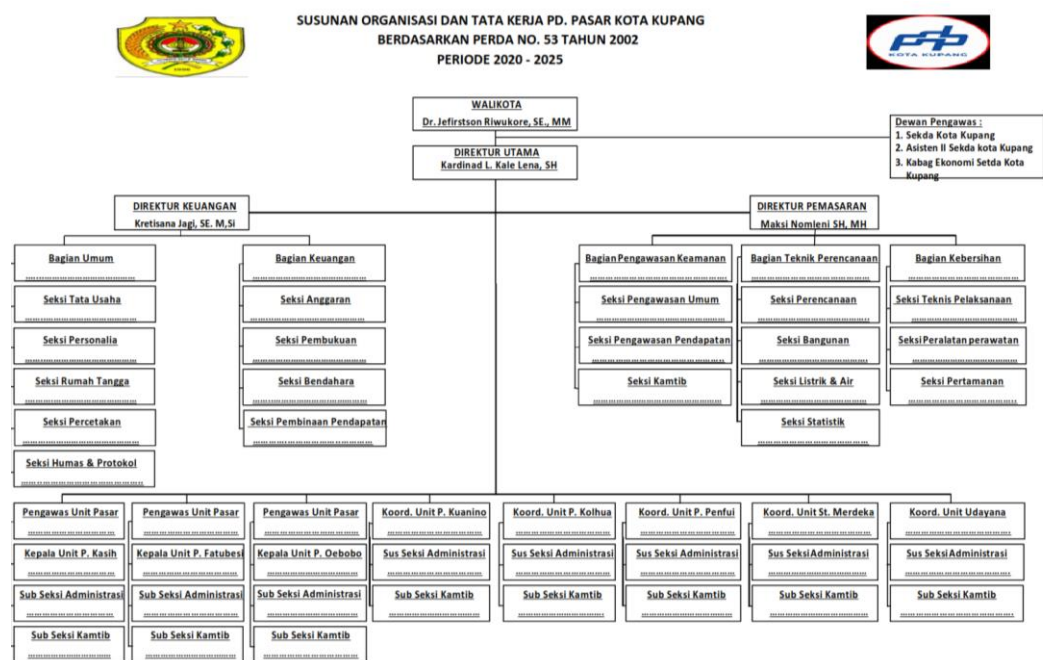 SUSUNAN ORGANISASI DAN TATA KERJA PD. PASAR KOTA KUPANG
BERDASARKAN PERDA NO. 53 TAHUN 2002
PERIODE 2020 - 2025
KOTA KUPANG
WALIKOTA
Dr. Jefirstson Riwukore, SE., MM
Dewan Pengawas :
1. Sekda Kota Kupang
2. Asisten II Sekda kota Kupang
3. Kabag Ekonomi Setda Kota
Kupang
DIREKTUR UTAMA
Kardinad L. Kale Lena, SH
DIREKTUR KEUANGAN
Kretisana Jagi, SE. M,Si
DIREKTUR PEMASARAN
Maksi Nomleni SH, MH
Bagian Umum
Seksi Tata Usaha
Seksi Personalia
Seksi Rumah Tangga
Seksi Percetakan
Seksi Humas & Protokol
Bagian Keuangan
Seksi Anggaran
Seksi Pembukuan
Seksi Bendahara
Seksi Pembinaan Pendapatan
Bagian Pengawasan Keamanan
Seksi Pengawasan Umum
Seksi Pengawasan Pendapatan
Seksi Kamtib
Bagian Teknik Perencanaan
Seksi Perencanaan
Seksi Bangunan
Seksi Listrik & Air
Seksi Statistik
Bagian Kebersihan
Seksi Teknis Pelaksanaan
Seksi Peralatan perawatan
Seksi Pertamanan
Pengawas Unit Pasar
Kepala Unit P. Kasih
Sub Seksi Administrasi
Sub Seksi Kamtib
Pengawas Unit Pasar
Kepala Unit P. Fatubesi
Sub Seksi Administrasi
Sub Seksi Kamtib
Pengawas Unit Pasar
Kepala Unit P. Oebobo
Sub Seksi Administrasi
Sub Seksi Kamtib
Koord. Unit P. Kuanino
Sus Seksi Administrasi
Sub Seksi Kamtib
Koord. Unit P. Kolhua
Sus Seksi Administrasi
Sub Seksi Kamtib
Koord. Unit P. Penfui
Sus Seksi Administrasi
Sub Seksi Kamtib
Koord. Unit St. Merdeka
Sus Seksi Administrasi
Sub Seksi Kamtib
Koord. Unit Udayana
Sus Seksi Administrasi
Sub Seksi Kamtib